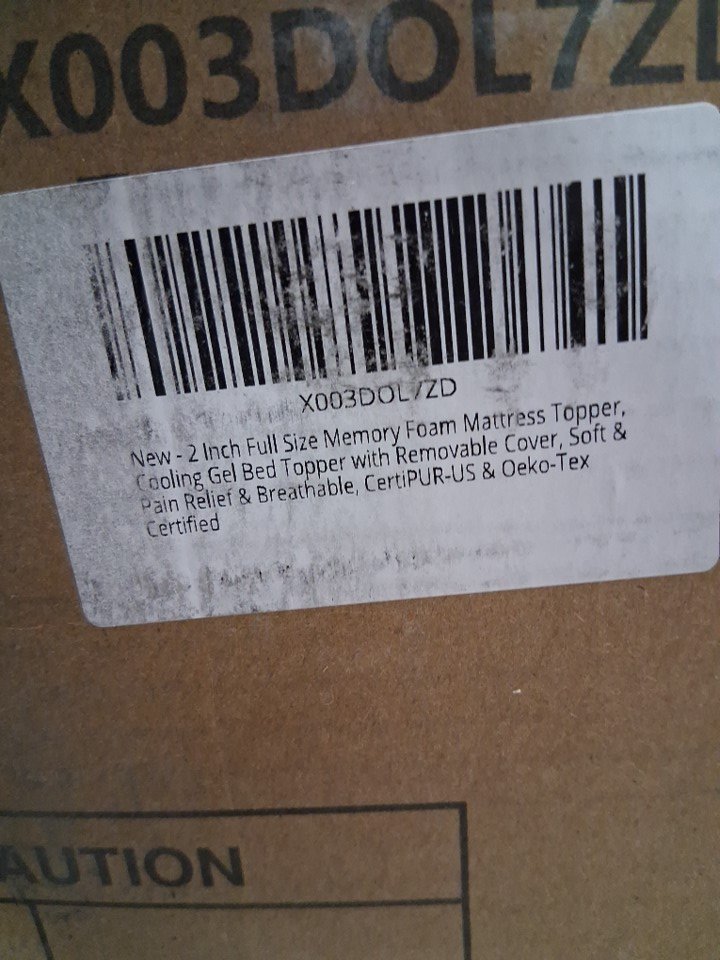 X003DOL7ZD
X003DOL7ZD
New - 2 Inch Full Size Memory Foam Mattress Topper,
Cooling Gel Bed Topper with Removable Cover, Soft &
Pain Relief & Breathable, CertiPUR-US & Oeko-Tex
Certified
AUTION